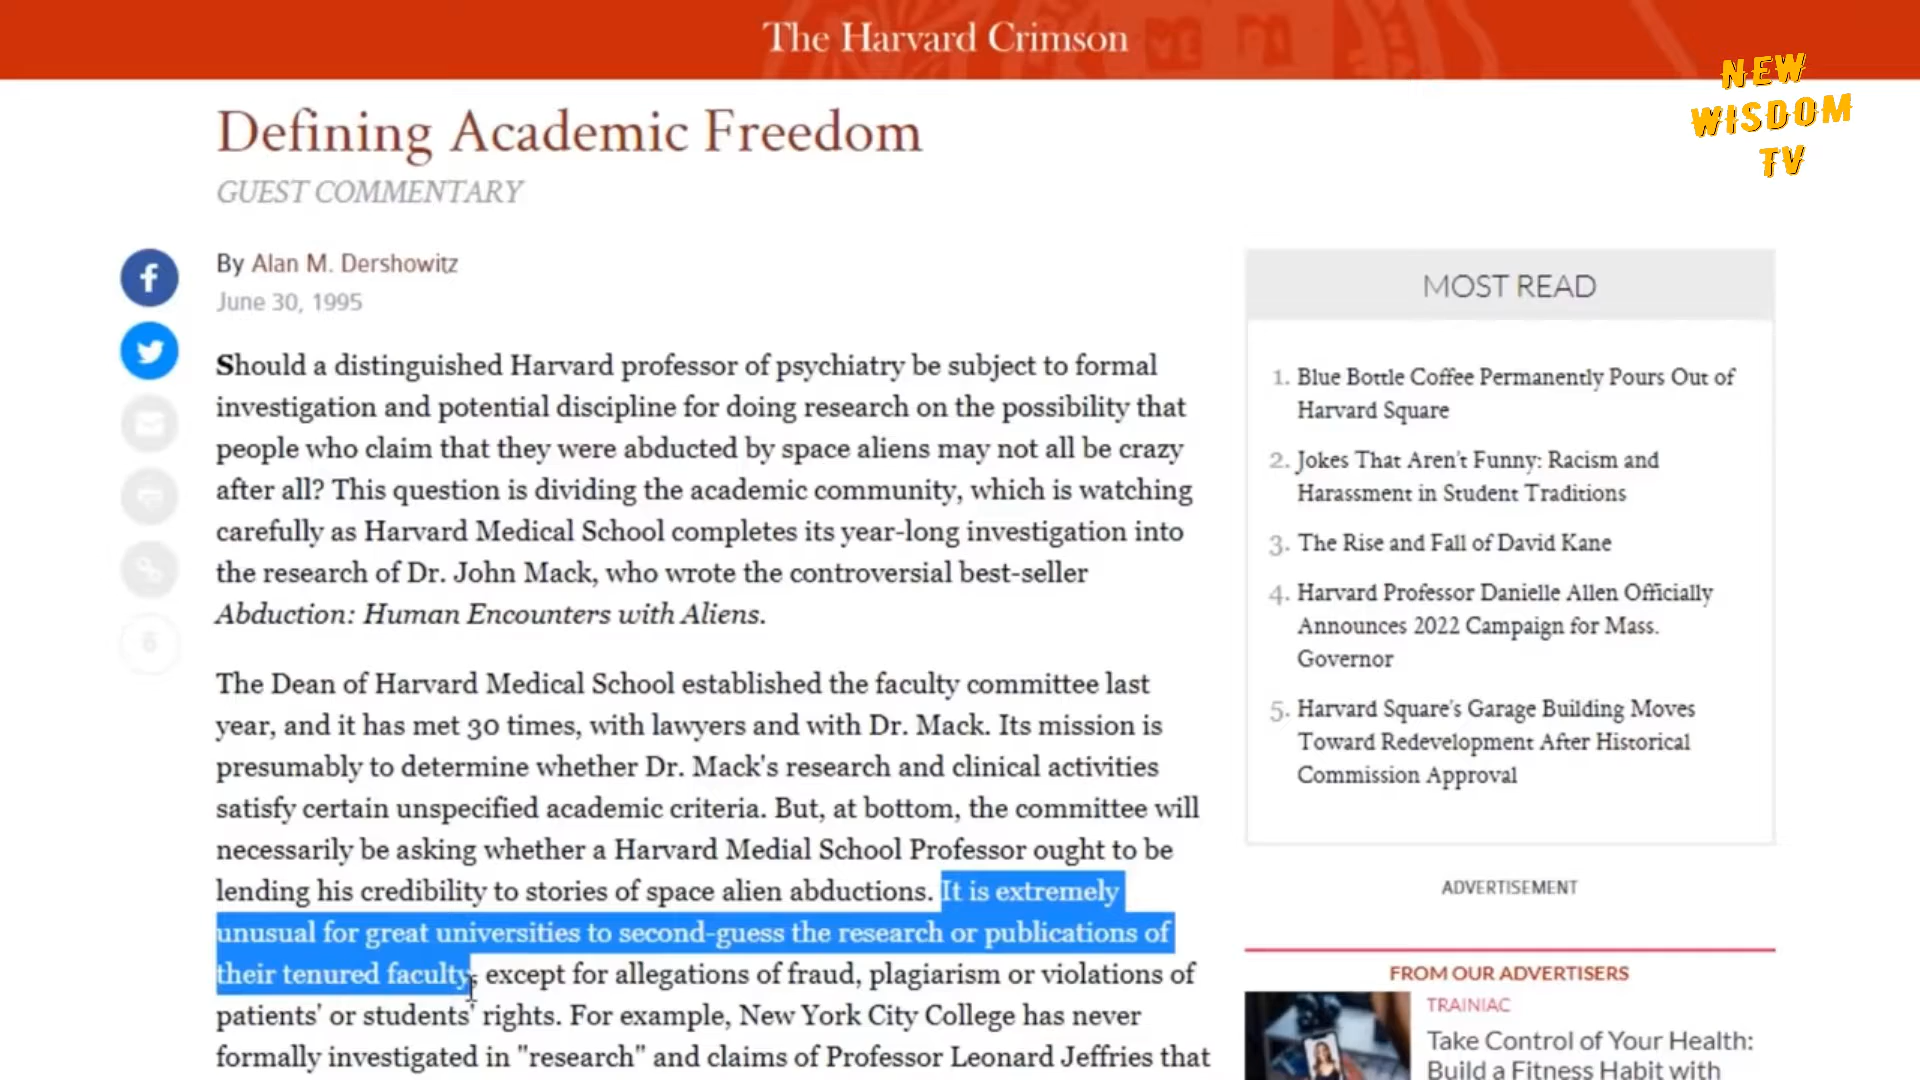 The Harvard Crimson
NEW
WISDOM
TV
Defining Academic Freedom
GUEST COMMENTARY
By Alan M. Dershowitz
June 30, 1995
6
Should a distinguished Harvard professor of psychiatry be subject to formal
investigation and potential discipline for doing research on the possibility that
people who claim that they were abducted by space aliens may not all be crazy
after all? This question is dividing the academic community, which is watching
carefully as Harvard Medical School completes its year-long investigation into
the research of Dr. John Mack, who wrote the controversial best-seller
Abduction: Human Encounters with Aliens.
The Dean of Harvard Medical School established the faculty committee last
year, and it has met 30 times, with lawyers and with Dr. Mack. Its mission is
presumably to determine whether Dr. Mack's research and clinical activities
satisfy certain unspecified academic criteria. But, at bottom, the committee will
necessarily be asking whether a Harvard Medial School Professor ought to be
lending his credibility to stories of space alien abductions. It is extremely
unusual for great universities to second-guess the research or publications of
their tenured faculty, except for allegations of fraud, plagiarism or violations of
patients' or students' rights. For example, New York City College has never
formally investigated in "research" and claims of Professor Leonard Jeffries that
MOST READ
1. Blue Bottle Coffee Permanently Pours Out of
Harvard Square
2. Jokes That Aren't Funny: Racism and
Harassment in Student Traditions
3. The Rise and Fall of David Kane
4. Harvard Professor Danielle Allen Officially
Announces 2022 Campaign for Mass.
Governor
5. Harvard Square's Garage Building Moves
Toward Redevelopment After Historical
Commission Approval
ADVERTISEMENT
FROM OUR ADVERTISERS
TRAINIAC
Take Control of Your Health:
Build a Fitness Habit with